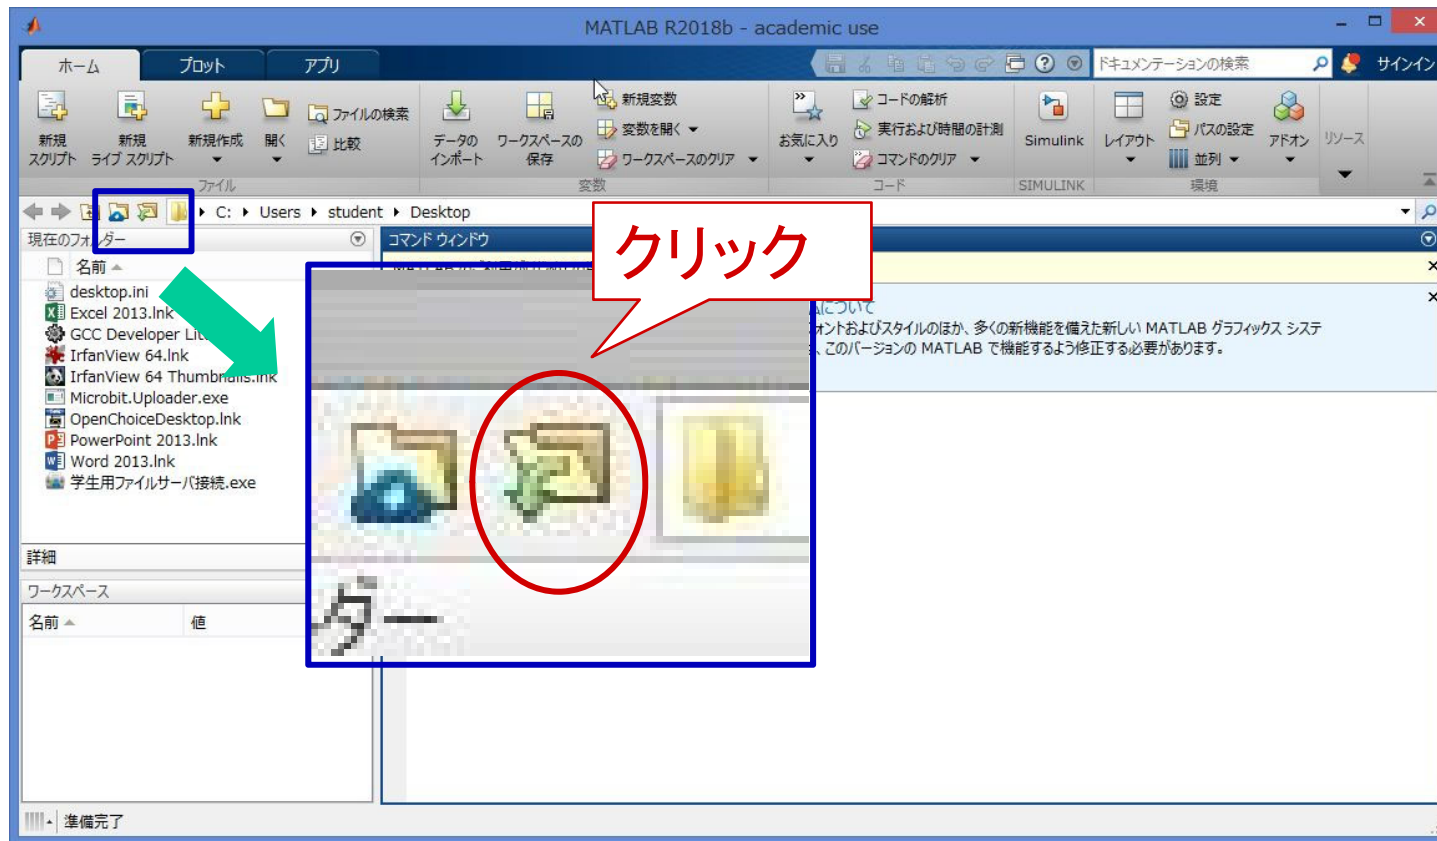 MATLAB R2018b - academic use
ホーム プロット アプリ
ドキュメンテーションの検索 サインイン
新規スクリプト
新規ライブ スクリプト
新規作成
開く
ファイルの検索
比較
データのインポート
ワークスペースの保存
新規変数
変数を開く
ワークスペースのクリア
お気に入り
コードの解析
実行および時間の計測
コマンドのクリア
Simulink
レイアウト
設定
パスの設定
並列
アドオン
リソース
ファイル 変数 コード SIMULINK 環境
C: Users student Desktop
現在のフォルダー
名前
desktop.ini
Excel 2013.lnk
GCC Developer
IrfanView 64.lnk
IrfanView 64 Thumbnails.lnk
Microbit.Uploader.exe
OpenChoiceDesktop.lnk
PowerPoint 2013.lnk
Word 2013.lnk
学生用ファイルサーバ接続.exe
詳細
ワークスペース
名前 値
コマンド ウィンドウ
クリック
について
ォントおよびスタイルのほか、多くの新機能を備えた新しい MATLAB グラフィックス システ
、このバージョンの MATLAB で機能するよう修正する必要があります。
ダー
準備完了